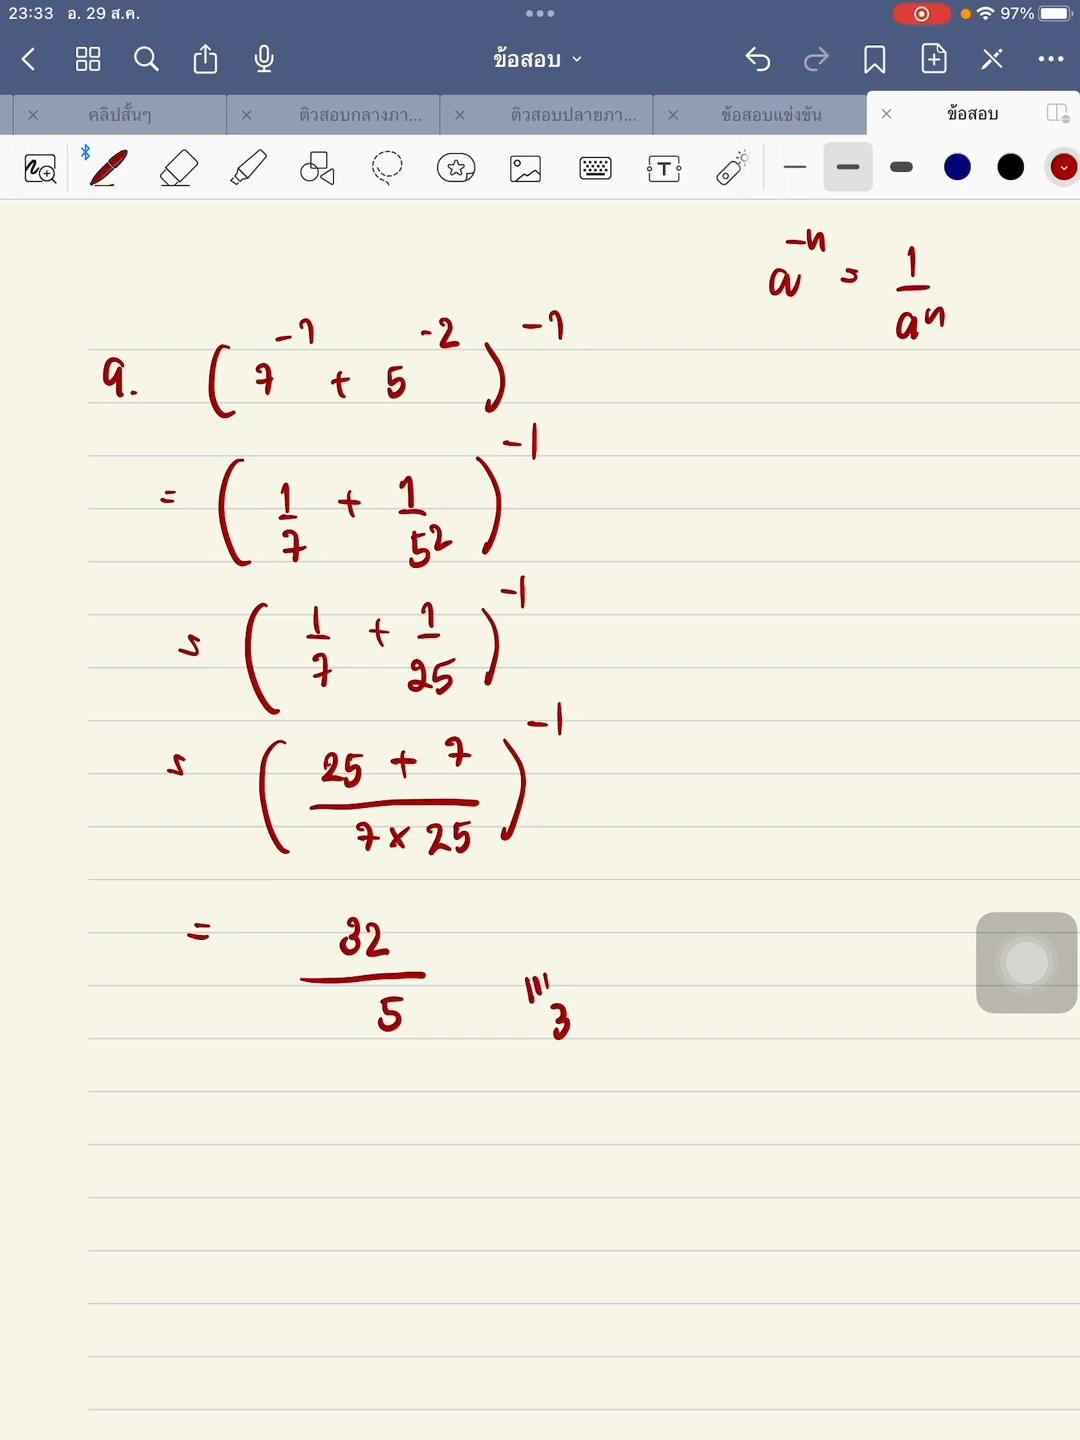 23:33 อ. 29 ส.ค.
97%
ข้อสอบ
คลิปสั้นๆ
ติวสอบกลางภา...
ติวสอบปลายภา...
ข้อสอบแข่งขัน
ข้อสอบ
a^-n = 1/a^n
9. (7^-1 + 5^-2)^-1
= (1/7 + 1/5^2)^-1
= (1/7 + 1/25)^-1
= ((25 + 7)/(7 × 25))^-1
= 32/5
3